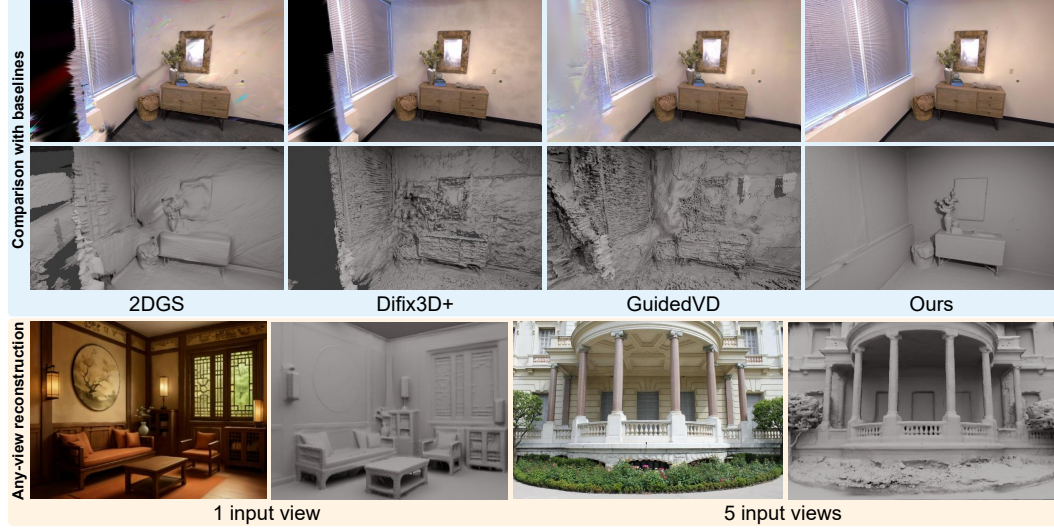 Comparison with baselines
2DGS
Difix3D+
GuidedVD
Ours
Any-view reconstruction
1 input view
5 input views